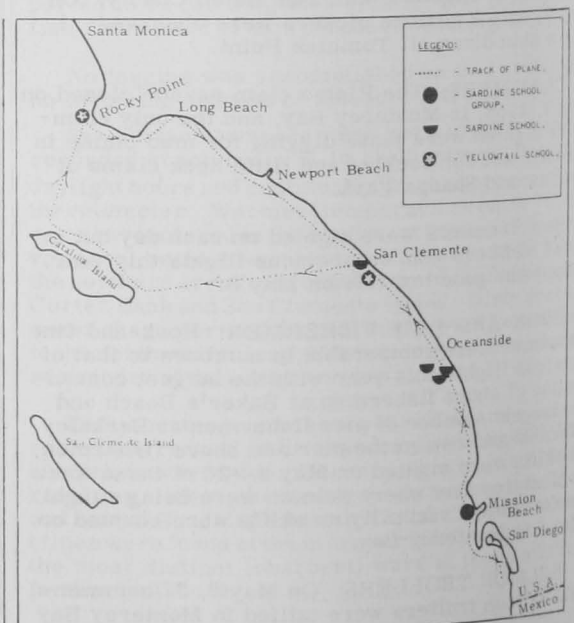 Santa Monica
Rocky Point
Long Beach
Newport Beach
San Clemente
Catalina Island
Oceanside
San Clemente Island
Mission
Beach
San Diego
U.S.A.
Mexico
LEGEND:
- TRACK OF PLANE.
- SARDINE SCHOOL
GROUP.
- SARDINE SCHOOL.
- YELLOWTAIL SCHOOL.